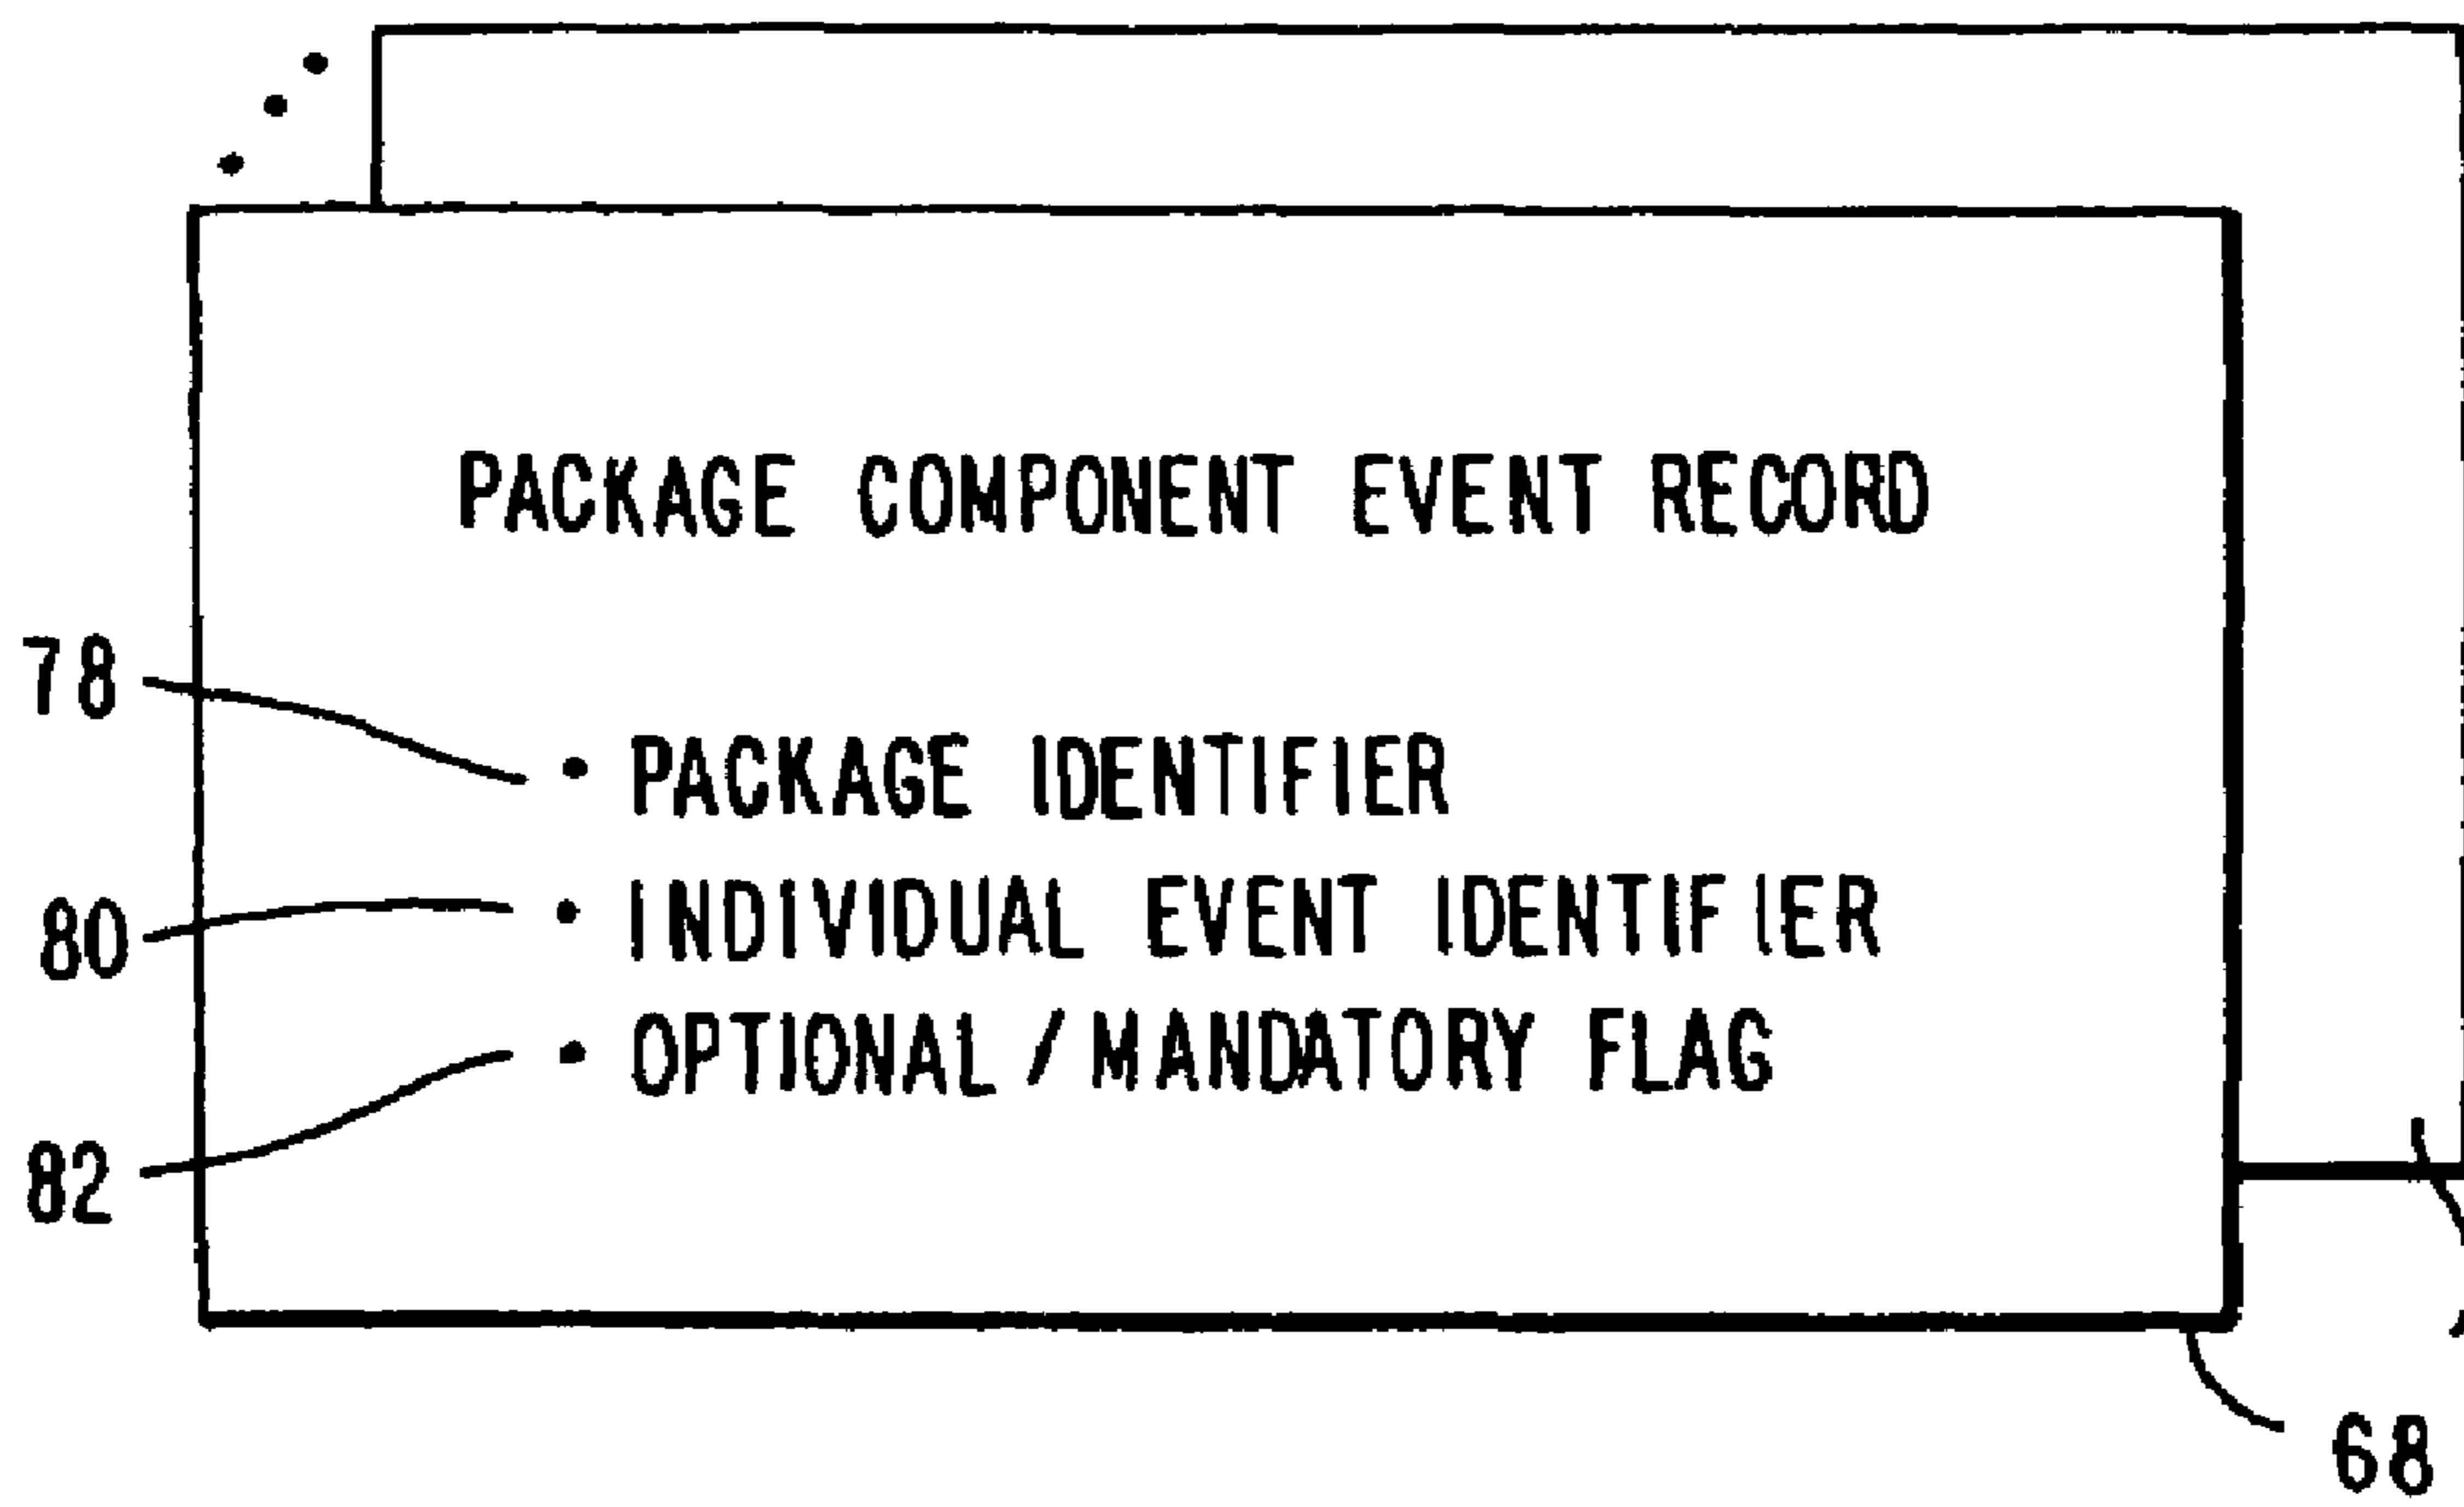 PACKAGE COMPONENT EVENT RECORD
78
• PACKAGE IDENTIFIER
80
• INDIVIDUAL EVENT IDENTIFIER
• OPTIONAL / MANDATORY FLAG
82
68